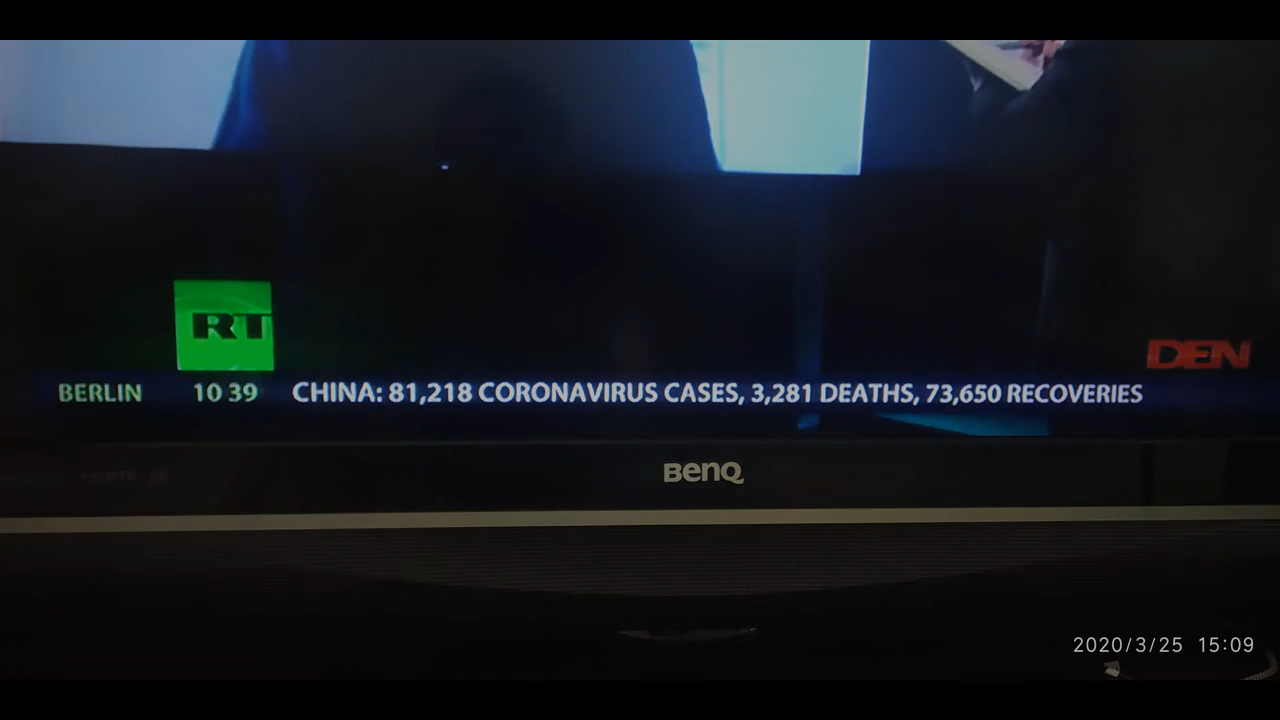 RT
DEN
BERLIN 10 39 CHINA: 81,218 CORONAVIRUS CASES, 3,281 DEATHS, 73,650 RECOVERIES
HDMI
BenQ
2020/3/25 15:09